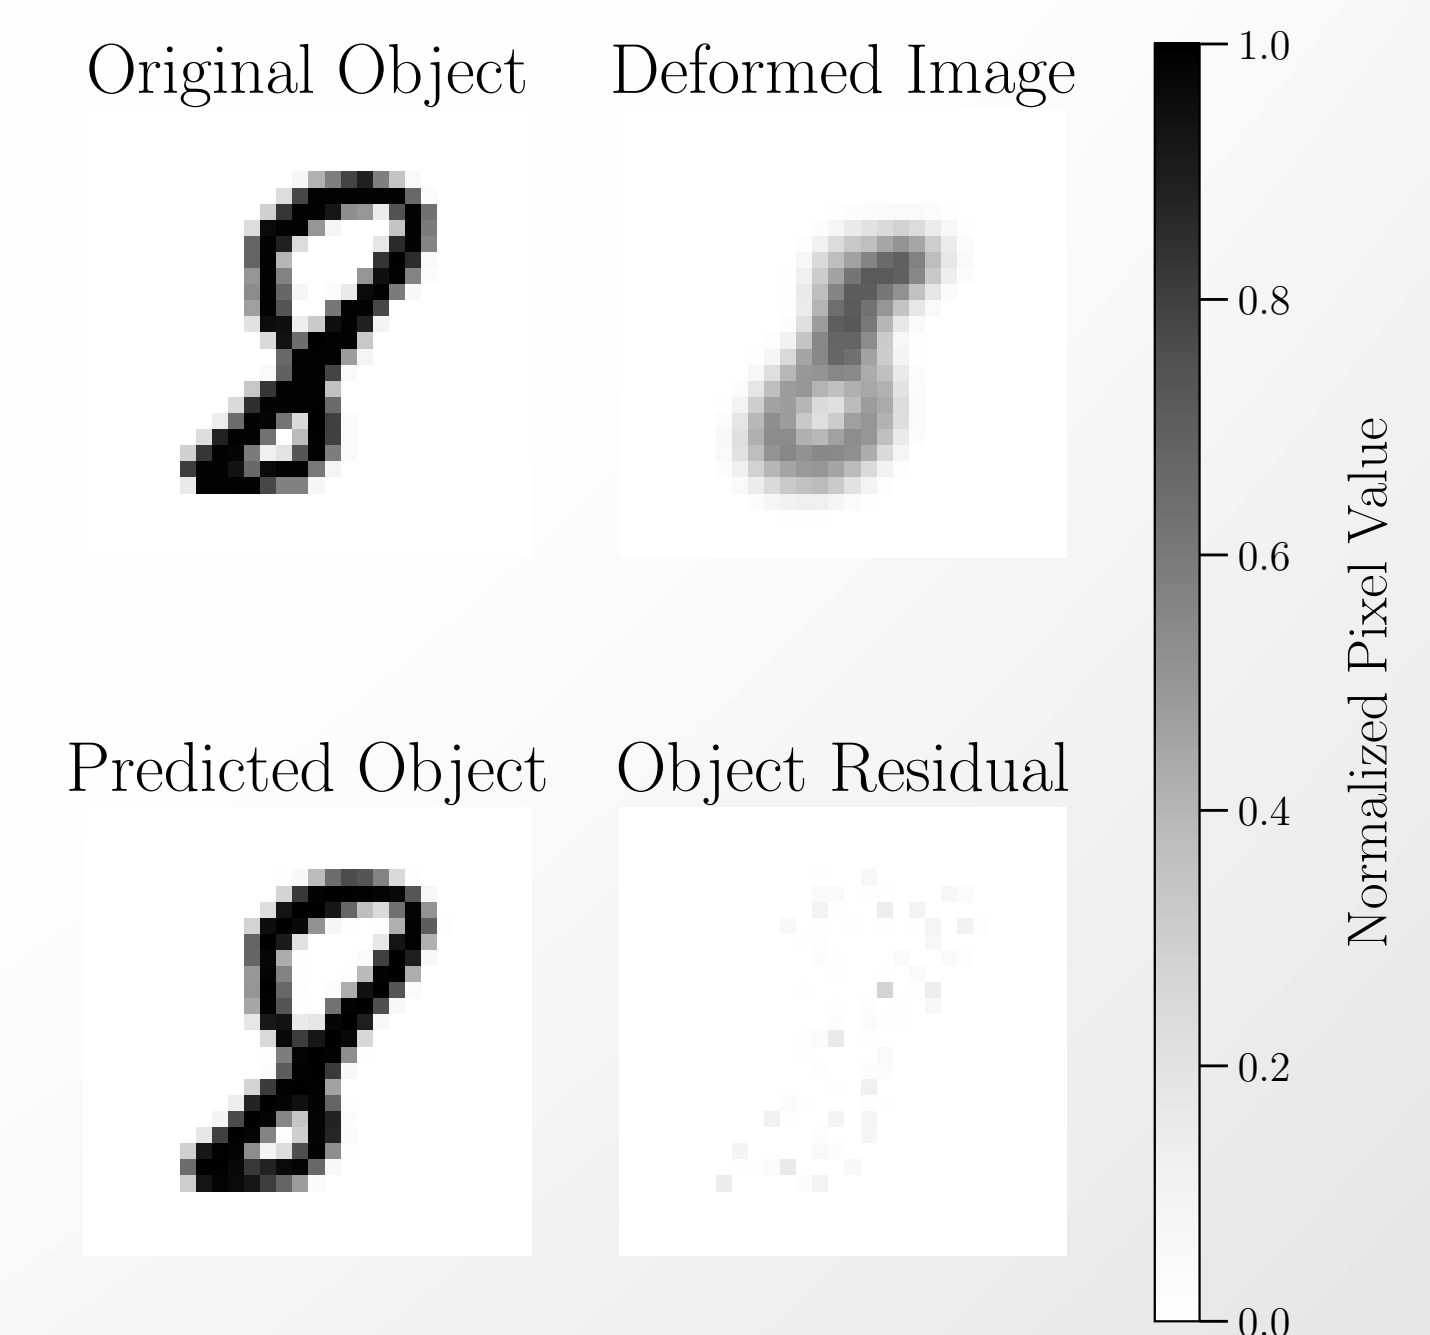 Original Object
Deformed Image
Predicted Object
Object Residual
1.0
0.8
0.6
0.4
0.2
0.0
Normalized Pixel Value